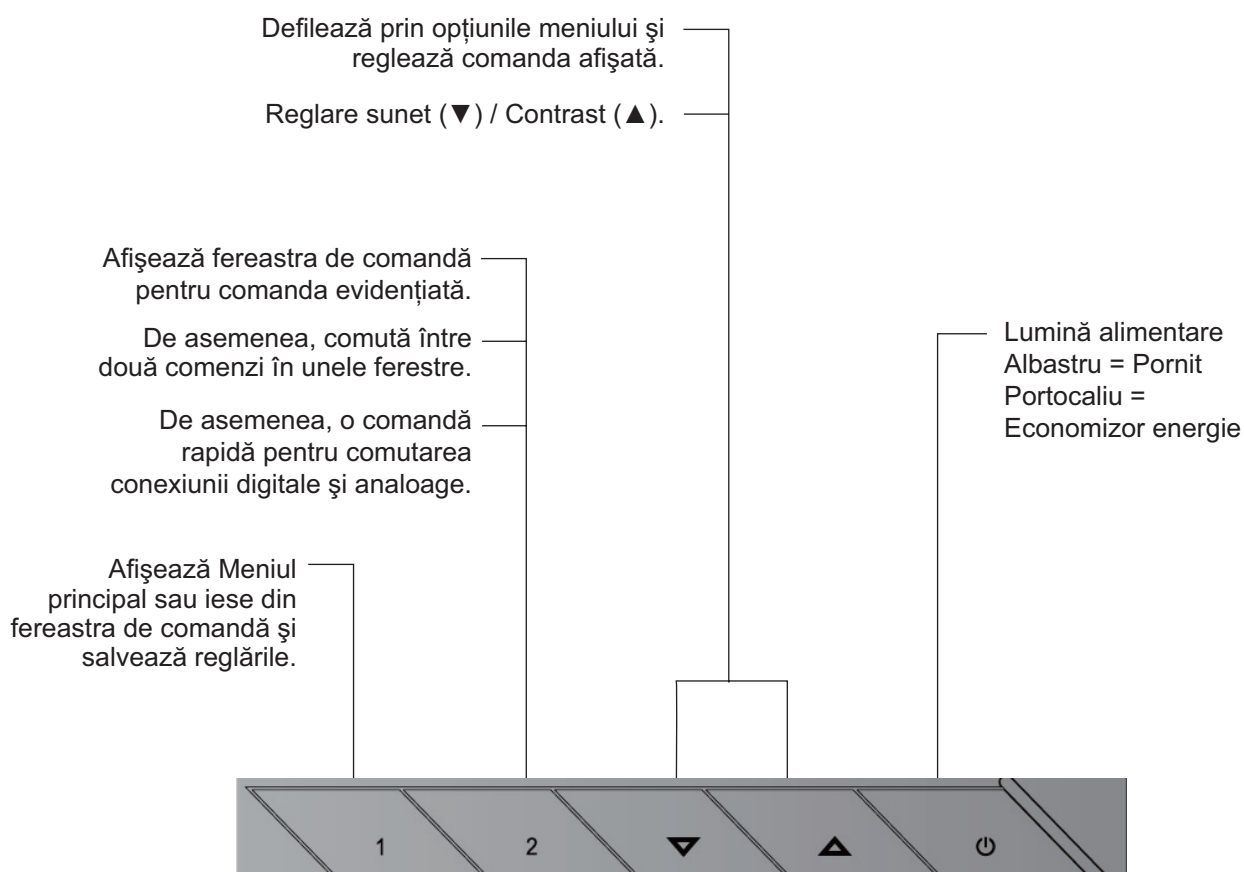 Defilează prin opţiunile meniului şi
reglează comanda afişată.
Reglare sunet (▼) / Contrast (▲).
Afişează fereastra de comandă
pentru comanda evidenţiată.
De asemenea, comută între
două comenzi în unele ferestre.
De asemenea, o comandă
rapidă pentru comutarea
conexiunii digitale şi analoage.
Lumină alimentare
Albastru = Pornit
Portocaliu =
Economizor energie
Afişează Meniul
principal sau iese din
fereastra de comandă şi
salvează reglările.
1 2